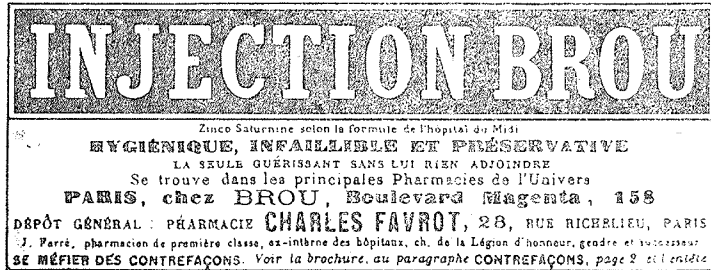 INJECTION BROU
Zinco Saturnine selon la formule de l'hôpital du Midi
HYGIÉNIQUE, INFAILLIBLE ET PRÉSERVATIVE
LA SEULE GUÉRISSANT SANS LUI RIEN ADJOINDRE
Se trouve dans les principales Pharmacies de l'Univers
PARIS, chez BROU, Boulevard Magenta, 158
DÉPÔT GÉNÉRAL : PHARMACIE CHARLES FAVROT, 28, RUE RICHELIEU, PARIS
J. Ferré, pharmacien de première classe, ex-interne des hôpitaux, ch. de la Légion d'honneur, gendre et successeur
SE MÉFIER DES CONTREFAÇONS. Voir la brochure, au paragraphe CONTREFAÇONS, page 2 et l'entête